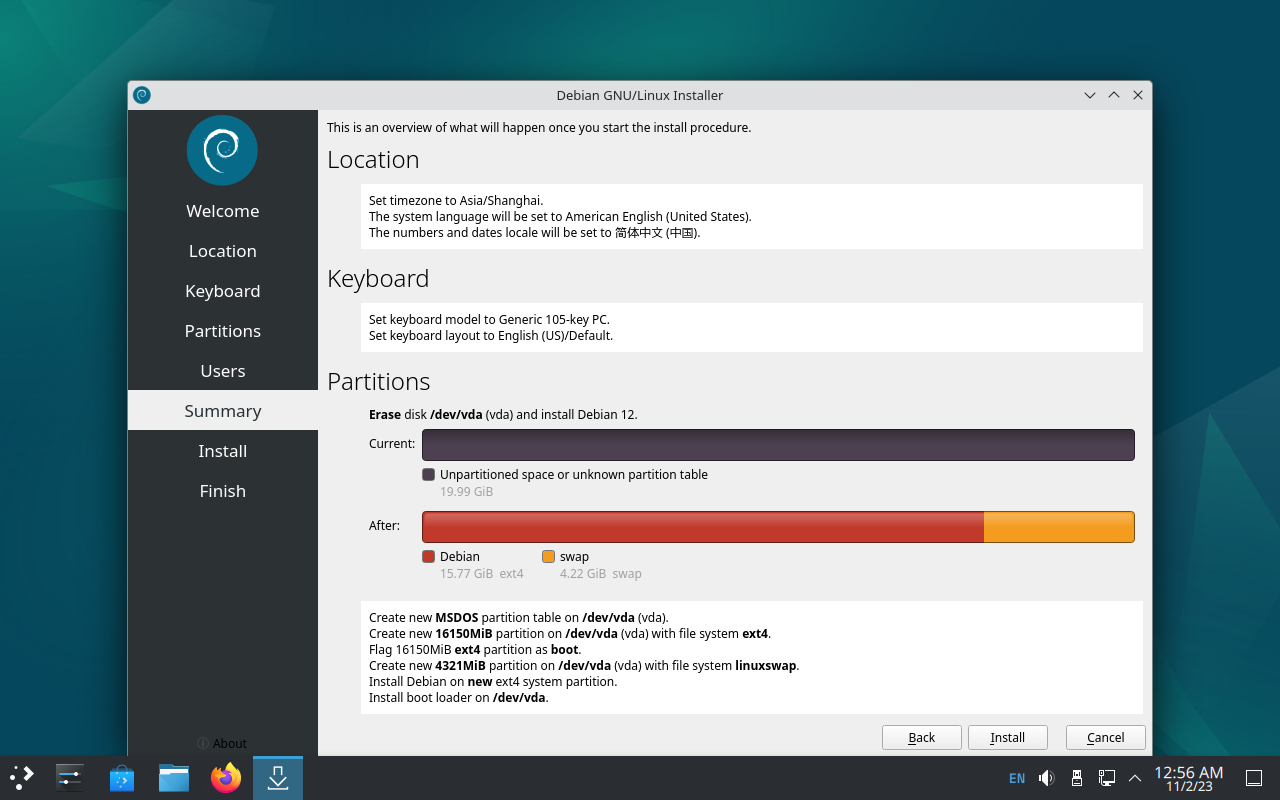 Debian GNU/Linux Installer
This is an overview of what will happen once you start the install procedure.
Welcome
Location
Keyboard
Partitions
Users
Summary
Install
Finish
About
Location
Set timezone to Asia/Shanghai.
The system language will be set to American English (United States).
The numbers and dates locale will be set to 简体中文 (中国).
Keyboard
Set keyboard model to Generic 105-key PC.
Set keyboard layout to English (US)/Default.
Partitions
Erase disk /dev/vda (vda) and install Debian 12.
Current:
Unpartitioned space or unknown partition table
19.99 GiB
After:
Debian swap
15.77 GiB ext4 4.22 GiB swap
Create new MSDOS partition table on /dev/vda (vda).
Create new 16150MiB partition on /dev/vda (vda) with file system ext4.
Flag 16150MiB ext4 partition as boot.
Create new 4321MiB partition on /dev/vda (vda) with file system linuxswap.
Install Debian on new ext4 system partition.
Install boot loader on /dev/vda.
Back Install Cancel
EN 12:56 AM
11/2/23